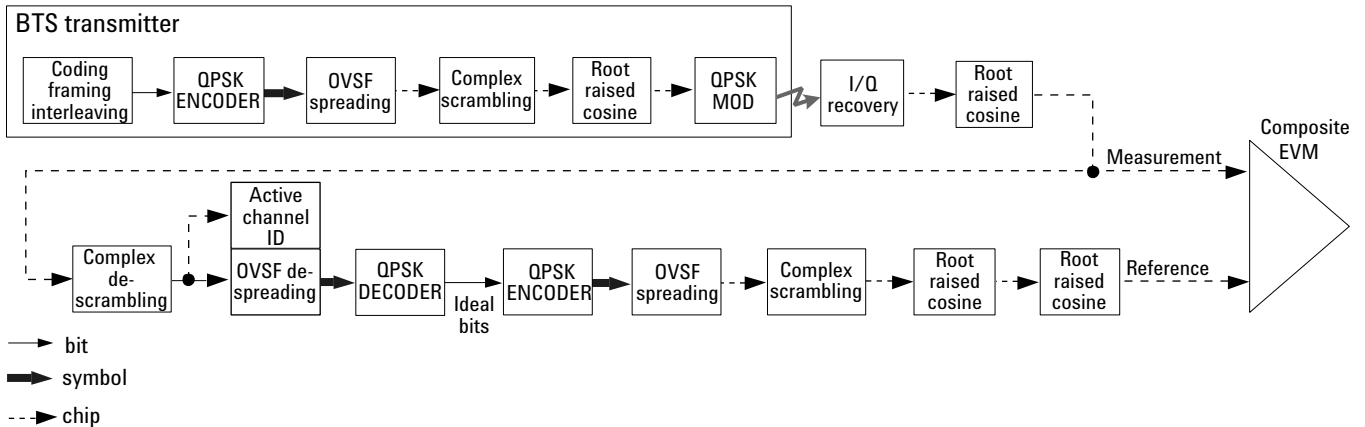 BTS transmitter
Coding
framing
interleaving
QPSK
ENCODER
OVSF
spreading
Complex
scrambling
Root
raised
cosine
QPSK
MOD
I/Q
recovery
Root
raised
cosine
Composite
EVM
Measurement
Active
channel
ID
Complex
de-
scrambling
OVSF de-
spreading
QPSK
DECODER
Ideal
bits
QPSK
ENCODER
OVSF
spreading
Complex
scrambling
Root
raised
cosine
Root
raised
cosine
Reference
bit
symbol
chip